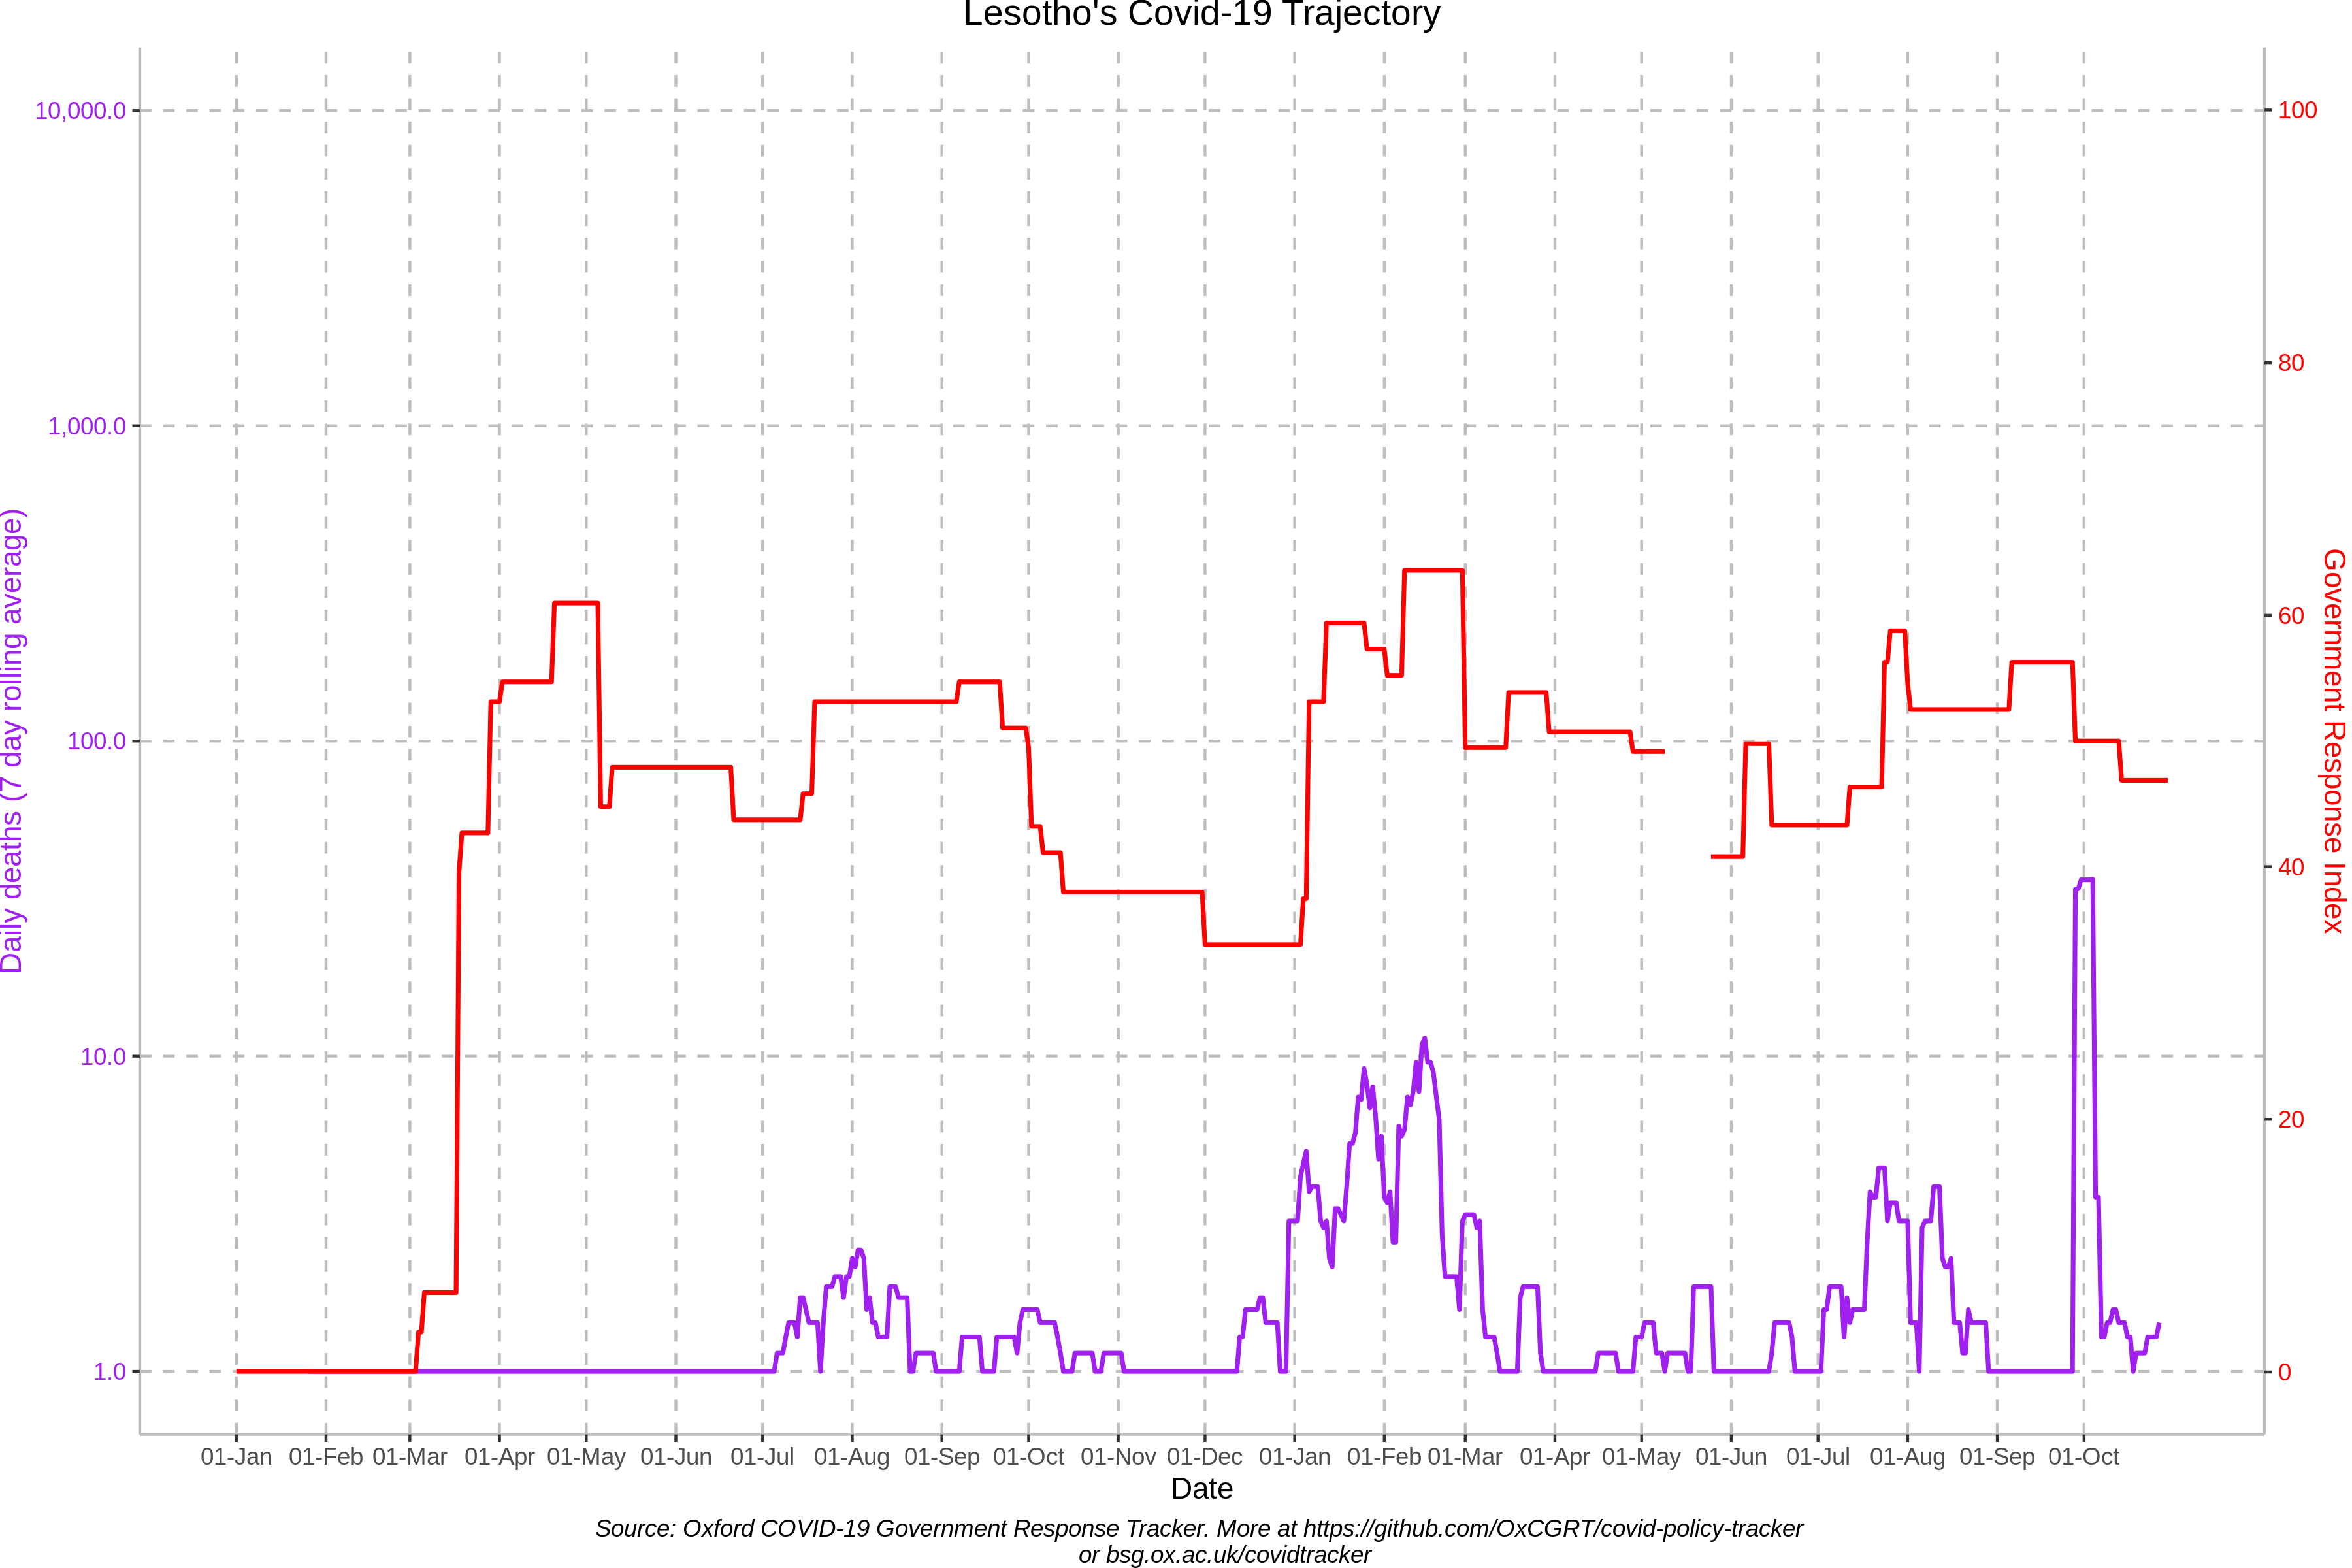 Lesotho's Covid-19 Trajectory
10,000.0
1,000.0
100.0
10.0
1.0
Daily deaths (7 day rolling average)
100
80
60
40
20
0
Government Response Index
01-Jan 01-Feb 01-Mar 01-Apr 01-May 01-Jun 01-Jul 01-Aug 01-Sep 01-Oct 01-Nov 01-Dec 01-Jan 01-Feb 01-Mar 01-Apr 01-May 01-Jun 01-Jul 01-Aug 01-Sep 01-Oct
Date
Source: Oxford COVID-19 Government Response Tracker. More at https://github.com/OxCGRT/covid-policy-tracker
or bsg.ox.ac.uk/covidtracker